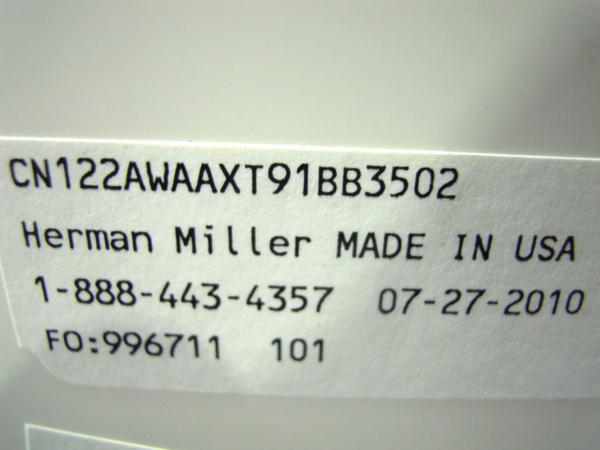 CN122AWAAXT91BB3502
Herman Miller MADE IN USA
1-888-443-4357 07-27-2010
FO:996711 101